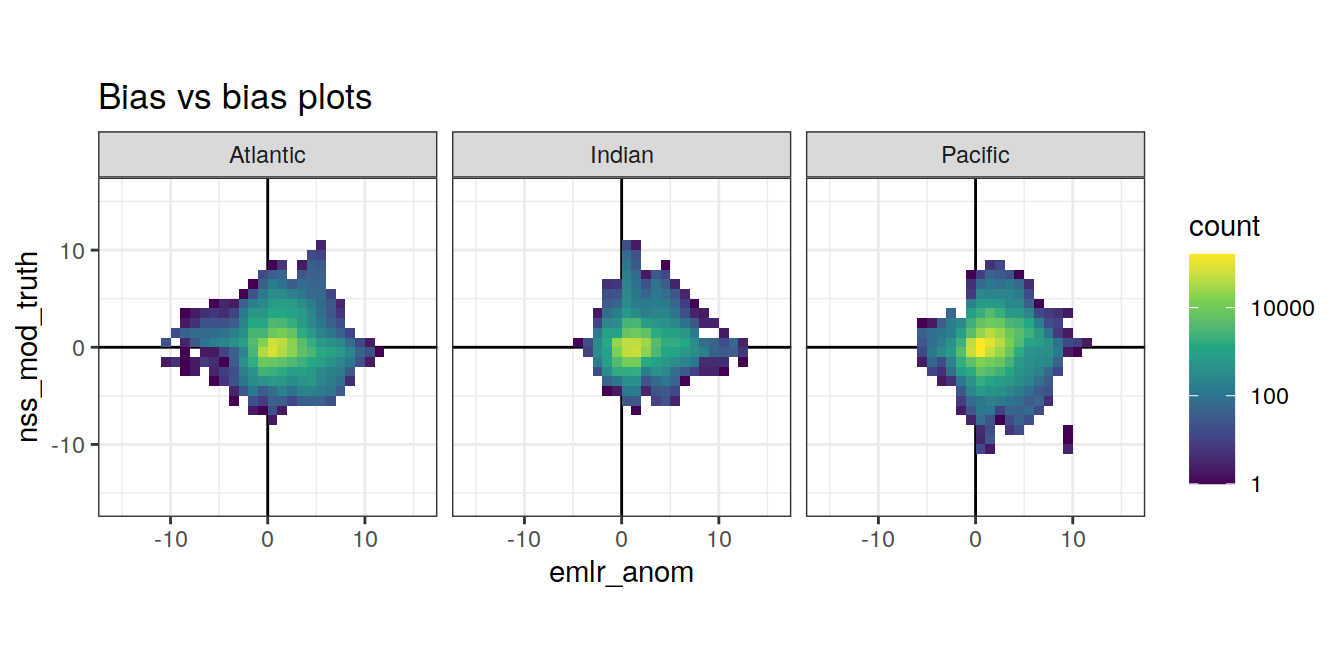 Bias vs bias plots
Atlantic Indian Pacific
nss_mod_truth
10
0
-10
-10 0 10 -10 0 10 -10 0 10
emlr_anom
count
10000
100
1